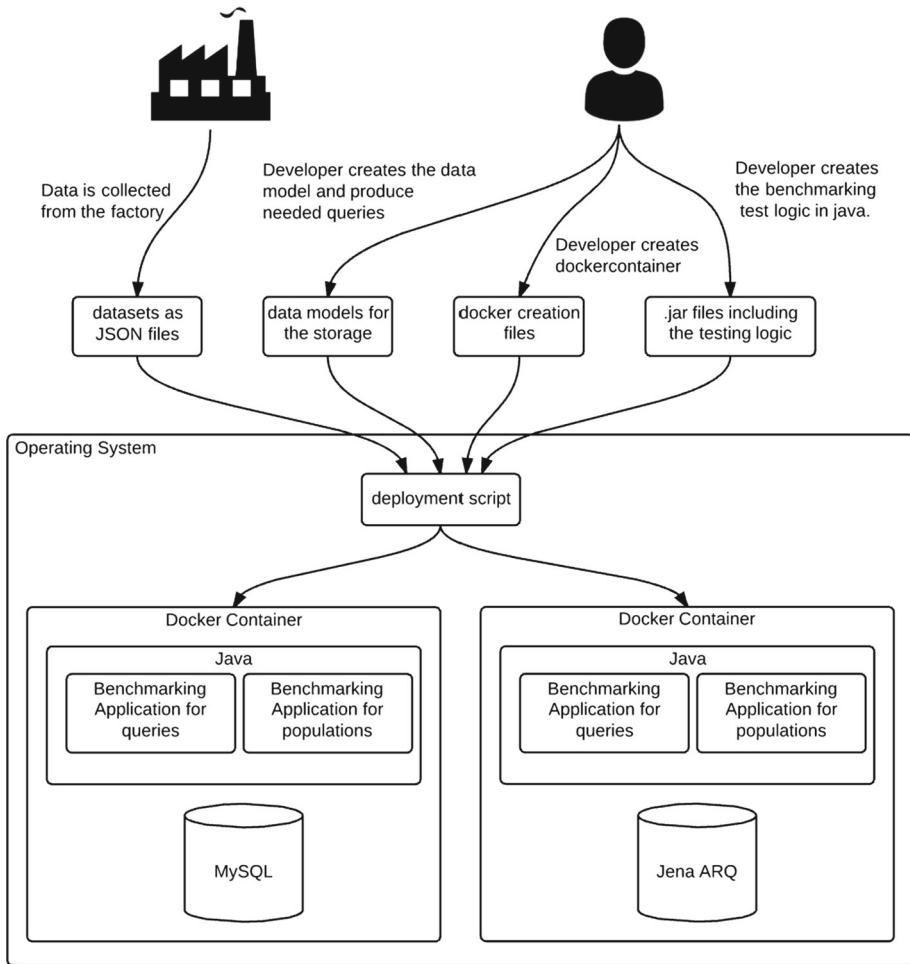 Data is collected
from the factory
Developer creates the data
model and produce
needed queries
Developer creates
dockercontainer
Developer creates
the benchmarking
test logic in java.
datasets as
JSON files
data models for
the storage
docker creation
files
.jar files including
the testing logic
Operating System
deployment script
Docker Container
Java
Benchmarking
Application for
queries
Benchmarking
Application for
populations
MySQL
Docker Container
Java
Benchmarking
Application for
queries
Benchmarking
Application for
populations
Jena ARQ